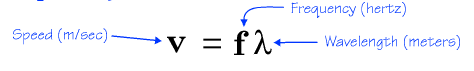 Frequency (hertz)
Speed (m/sec)
v = f λ
Wavelength (meters)